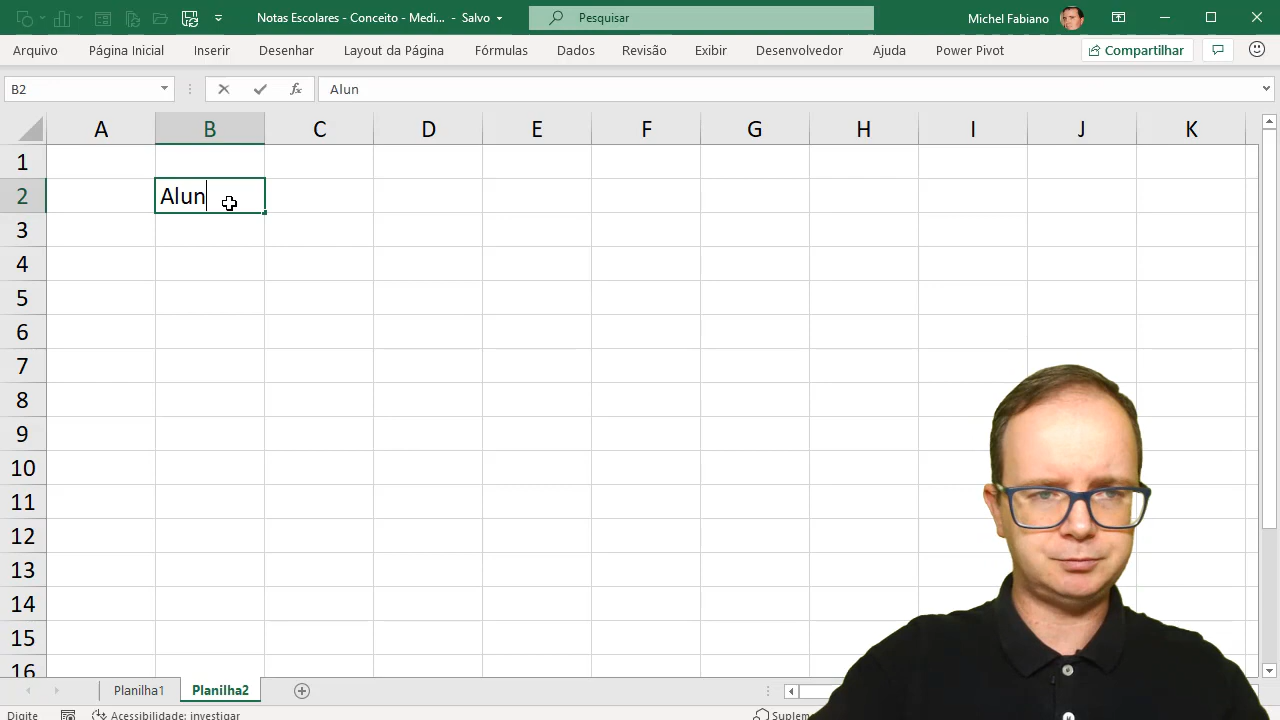 Notas Escolares - Conceito - Medi... - Salvo
Pesquisar
Michel Fabiano
Arquivo Página Inicial Inserir Desenhar Layout da Página Fórmulas Dados Revisão Exibir Desenvolvedor Ajuda Power Pivot Compartilhar
B2 fx Alun
A B C D E F G H I J K
1
2 Alun
3
4
5
6
7
8
9
10
11
12
13
14
15
16
Planilha1 Planilha2
Digite Acessibilidade: investigar Suplem